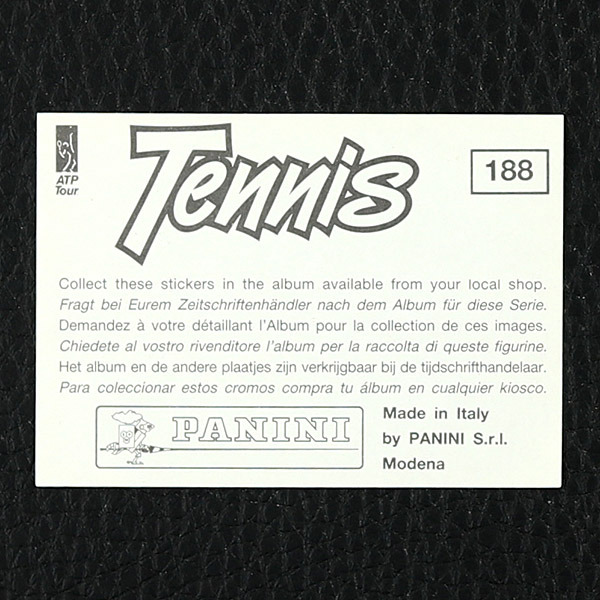 ATP
Tour
Tennis
188
Collect these stickers in the album available from your local shop.
Fragt bei Eurem Zeitschriftenhändler nach dem Album für diese Serie.
Demandez à votre détaillant l'Album pour la collection de ces images.
Chiedete al vostro rivenditore l'album per la raccolta di queste figurine.
Het album en de andere plaatjes zijn verkrijgbaar bij de tijdschrifthandelaar.
Para coleccionar estos cromos compra tu álbum en cualquier kiosco.
PANINI
Made in Italy
by PANINI S.r.l.
Modena